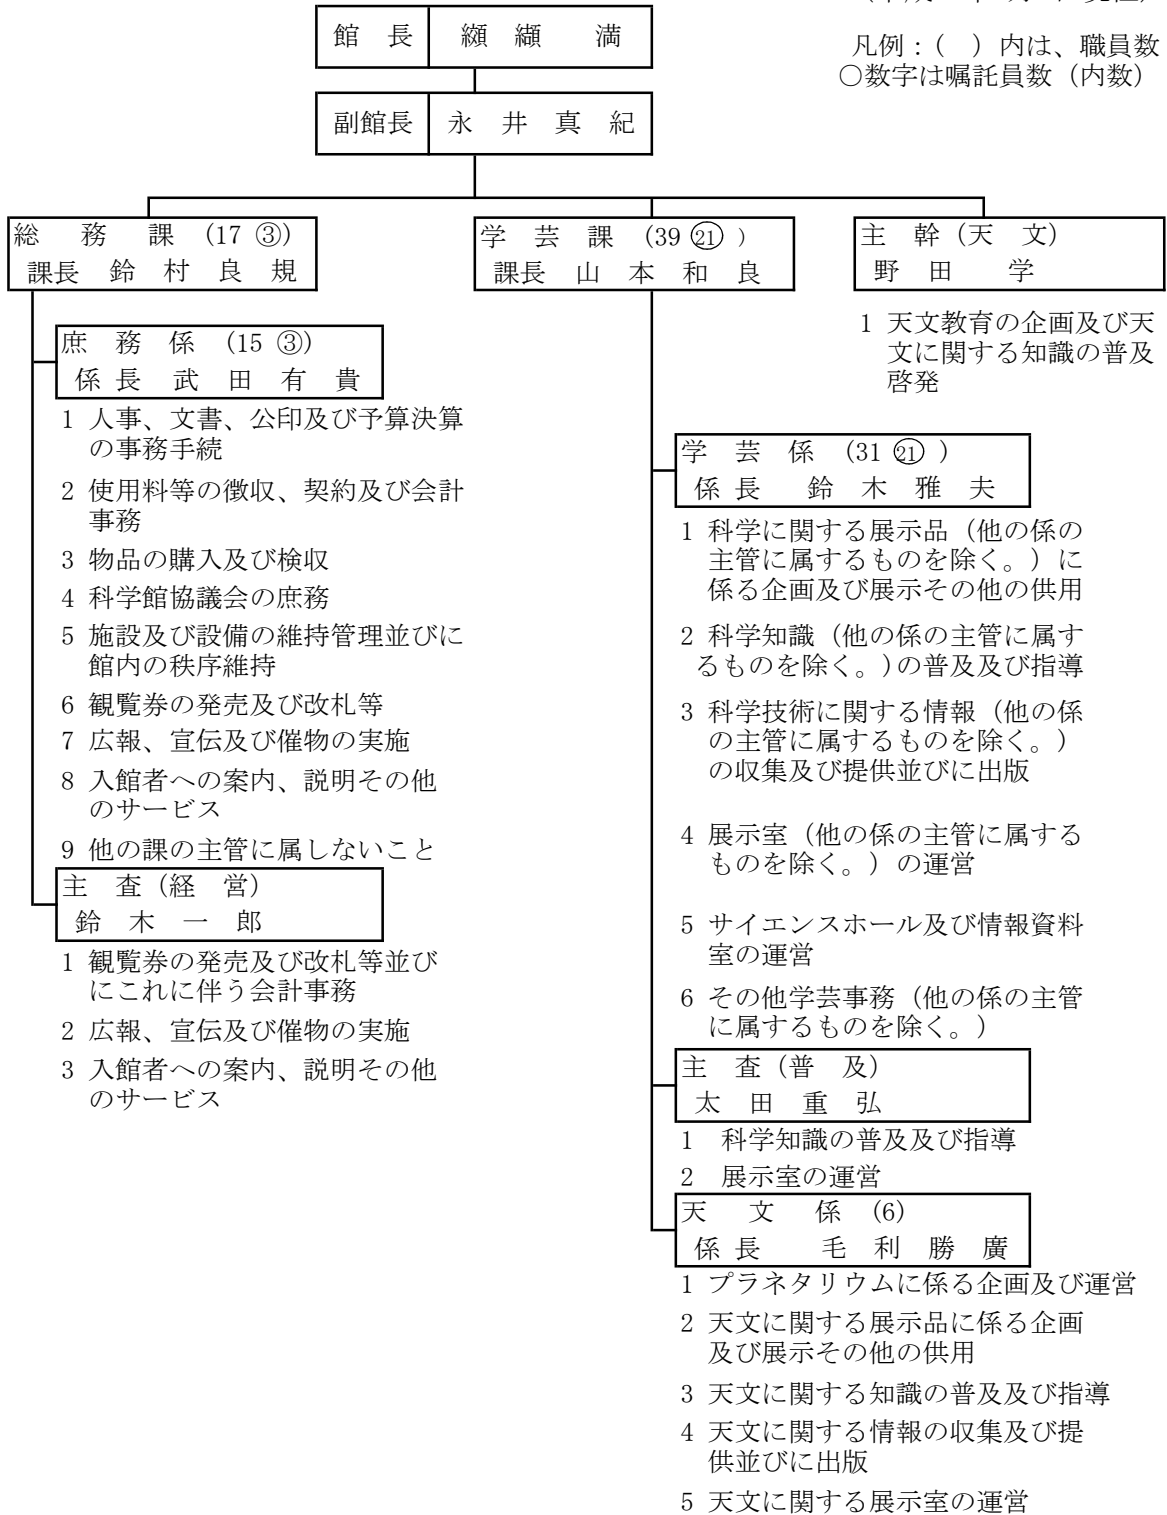 館　長　纐　纈　　満
凡例：(　) 内は、職員数
○数字は嘱託員数（内数）
副館長　永　井　真　紀
総　務　課 (17 ③)
課長　鈴　村　良　規
庶　務　係 (15 ③)
係 長　武　田　有　貴
1 人事、文書、公印及び予算決算
の事務手続
2 使用料等の徴収、契約及び会計
事務
3 物品の購入及び検収
4 科学館協議会の庶務
5 施設及び設備の維持管理並びに
館内の秩序維持
6 観覧券の発売及び改札等
7 広報、宣伝及び催物の実施
8 入館者への案内、説明その他
のサービス
9 他の課の主管に属しないこと
主　査（経　営）
鈴　木　一　郎
1 観覧券の発売及び改札等並び
にこれに伴う会計事務
2 広報、宣伝及び催物の実施
3 入館者への案内、説明その他
のサービス
学　芸　課 (39 ㉑ )
課長　山　本　和　良
学　芸　係 (31 ㉑ )
係 長　鈴　木　雅　夫
1 科学に関する展示品（他の係の
主管に属するものを除く。）に
係る企画及び展示その他の供用
2 科学知識（他の係の主管に属す
るものを除く。)の普及及び指導
3 科学技術に関する情報（他の係
の主管に属するものを除く。）
の収集及び提供並びに出版
4 展示室（他の係の主管に属する
ものを除く。）の運営
5 サイエンスホール及び情報資料
室の運営
6 その他学芸事務（他の係の主管
に属するものを除く。）
主　査（普　及）
太　田　重　弘
1　科学知識の普及及び指導
2　展示室の運営
天　文　係 (6)
係 長　毛　利　勝　廣
1 プラネタリウムに係る企画及び運営
2 天文に関する展示品に係る企画
及び展示その他の供用
3 天文に関する知識の普及及び指導
4 天文に関する情報の収集及び提
供並びに出版
5 天文に関する展示室の運営
主　幹（天　文）
野　田　　学
1 天文教育の企画及び天
文に関する知識の普及
啓発